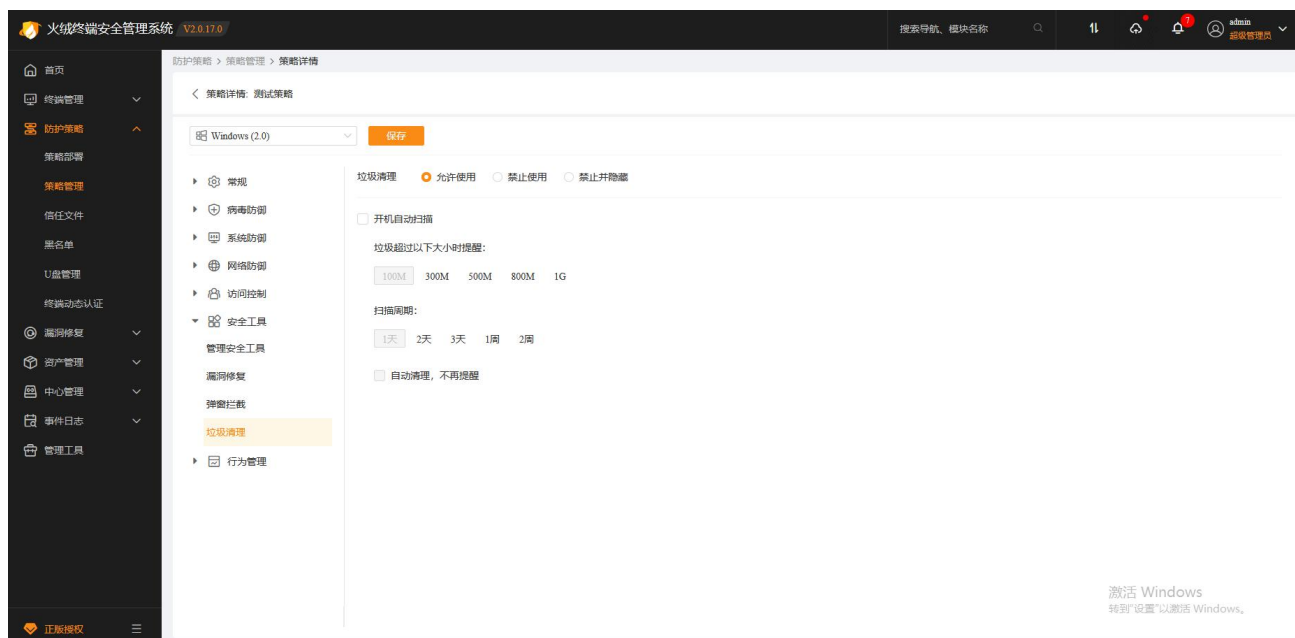 火绒终端安全管理系统 V2.0.17.0
搜索导航、模块名称
7
admin
超级管理员
首页
终端管理
防护策略
策略部署
策略管理
信任文件
黑名单
U盘管理
终端动态认证
漏洞修复
资产管理
中心管理
事件日志
管理工具
正版授权
防护策略 > 策略管理 > 策略详情
策略详情: 测试策略
Windows (2.0)
保存
常规
病毒防御
系统防御
网络防御
访问控制
安全工具
管理安全工具
漏洞修复
弹窗拦截
垃圾清理
行为管理
垃圾清理 允许使用 禁止使用 禁止并隐藏
开机自动扫描
垃圾超过以下大小时提醒:
100M 300M 500M 800M 1G
扫描周期:
1天 2天 3天 1周 2周
自动清理，不再提醒
激活 Windows
转到"设置"以激活 Windows。